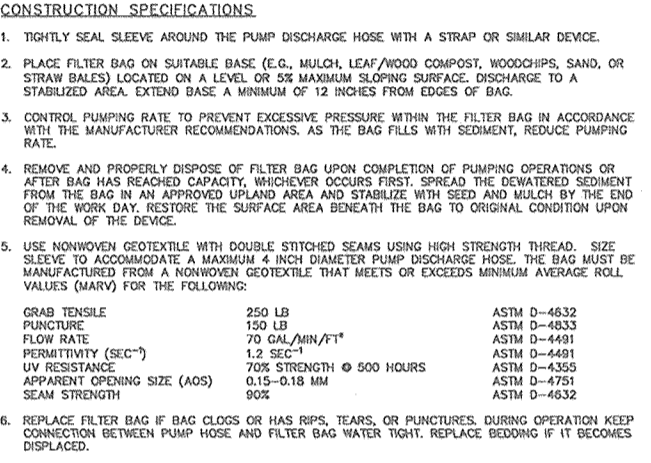 CONSTRUCTION SPECIFICATIONS
1. TIGHTLY SEAL SLEEVE AROUND THE PUMP DISCHARGE HOSE WITH A STRAP OR SIMILAR DEVICE.
2. PLACE FILTER BAG ON SUITABLE BASE (E.G., MULCH, LEAF/WOOD COMPOST, WOODCHIPS, SAND, OR
STRAW BALES) LOCATED ON A LEVEL OR 5% MAXIMUM SLOPING SURFACE. DISCHARGE TO A
STABILIZED AREA. EXTEND BASE A MINIMUM OF 12 INCHES FROM EDGES OF BAG.
3. CONTROL PUMPING RATE TO PREVENT EXCESSIVE PRESSURE WITHIN THE FILTER BAG IN ACCORDANCE
WITH THE MANUFACTURER RECOMMENDATIONS. AS THE BAG FILLS WITH SEDIMENT, REDUCE PUMPING
RATE.
4. REMOVE AND PROPERLY DISPOSE OF FILTER BAG UPON COMPLETION OF PUMPING OPERATIONS OR
AFTER BAG HAS REACHED CAPACITY, WHICHEVER OCCURS FIRST. SPREAD THE DEWATERED SEDIMENT
FROM THE BAG IN AN APPROVED UPLAND AREA AND STABILIZE WITH SEED AND MULCH BY THE END
OF THE WORK DAY. RESTORE THE SURFACE AREA BENEATH THE BAG TO ORIGINAL CONDITION UPON
REMOVAL OF THE DEVICE.
5. USE NONWOVEN GEOTEXTILE WITH DOUBLE STITCHED SEAMS USING HIGH STRENGTH THREAD. SIZE
SLEEVE TO ACCOMMODATE A MAXIMUM 4 INCH DIAMETER PUMP DISCHARGE HOSE. THE BAG MUST BE
MANUFACTURED FROM A NONWOVEN GEOTEXTILE THAT MEETS OR EXCEEDS MINIMUM AVERAGE ROLL
VALUES (MARV) FOR THE FOLLOWING:
GRAB TENSILE 250 LB ASTM D-4632
PUNCTURE 150 LB ASTM D-4833
FLOW RATE 70 GAL/MIN/FT² ASTM D-4491
PERMITTIVITY (SEC⁻¹) 1.2 SEC⁻¹ ASTM D-4491
UV RESISTANCE 70% STRENGTH @ 500 HOURS ASTM D-4355
APPARENT OPENING SIZE (AOS) 0.15-0.18 MM ASTM D-4751
SEAM STRENGTH 90% ASTM D-4632
6. REPLACE FILTER BAG IF BAG CLOGS OR HAS RIPS, TEARS, OR PUNCTURES. DURING OPERATION KEEP
CONNECTION BETWEEN PUMP HOSE AND FILTER BAG WATER TIGHT. REPLACE BEDDING IF IT BECOMES
DISPLACED.